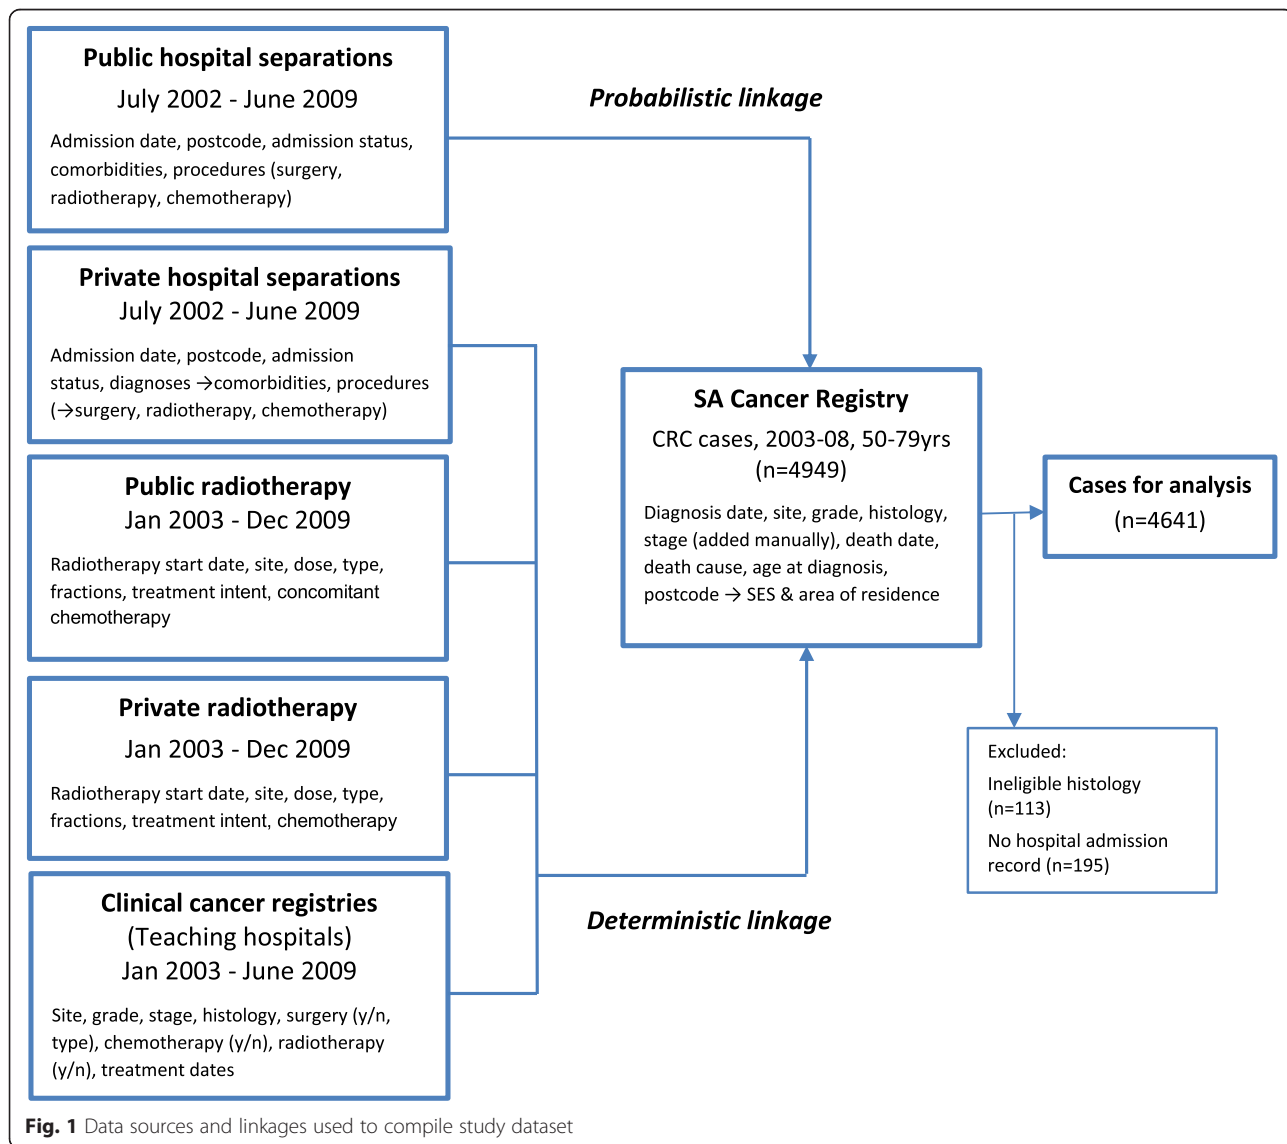 Public hospital separations
July 2002 - June 2009
Admission date, postcode, admission status,
comorbidities, procedures (surgery,
radiotherapy, chemotherapy)
Probabilistic linkage
Private hospital separations
July 2002 - June 2009
Admission date, postcode, admission
status, diagnoses →comorbidities, procedures
(→surgery, radiotherapy, chemotherapy)
Public radiotherapy
Jan 2003 - Dec 2009
Radiotherapy start date, site, dose, type,
fractions, treatment intent, concomitant
chemotherapy
Private radiotherapy
Jan 2003 - Dec 2009
Radiotherapy start date, site, dose, type,
fractions, treatment intent, chemotherapy
Clinical cancer registries
(Teaching hospitals)
Jan 2003 - June 2009
Site, grade, stage, histology, surgery (y/n,
type), chemotherapy (y/n), radiotherapy
(y/n), treatment dates
Deterministic linkage
SA Cancer Registry
CRC cases, 2003-08, 50-79yrs
(n=4949)
Diagnosis date, site, grade, histology,
stage (added manually), death date,
death cause, age at diagnosis,
postcode → SES & area of residence
Cases for analysis
(n=4641)
Excluded:
Ineligible histology
(n=113)
No hospital admission
record (n=195)
Fig. 1 Data sources and linkages used to compile study dataset